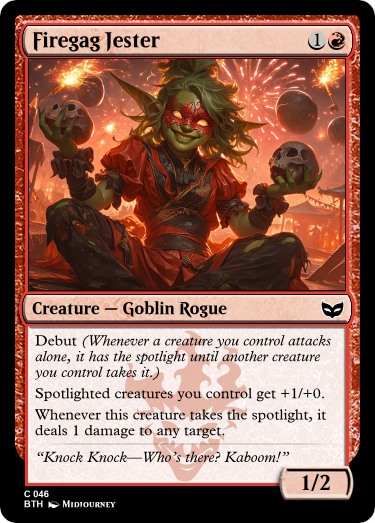 Firegag Jester 1
Creature — Goblin Rogue
Debut (Whenever a creature you control attacks
alone, it has the spotlight until another creature
you control takes it.)
Spotlighted creatures you control get +1/+0.
Whenever this creature takes the spotlight, it
deals 1 damage to any target.
“Knock Knock—Who's there? Kaboom!”
1/2
C 046
BTH Midjourney